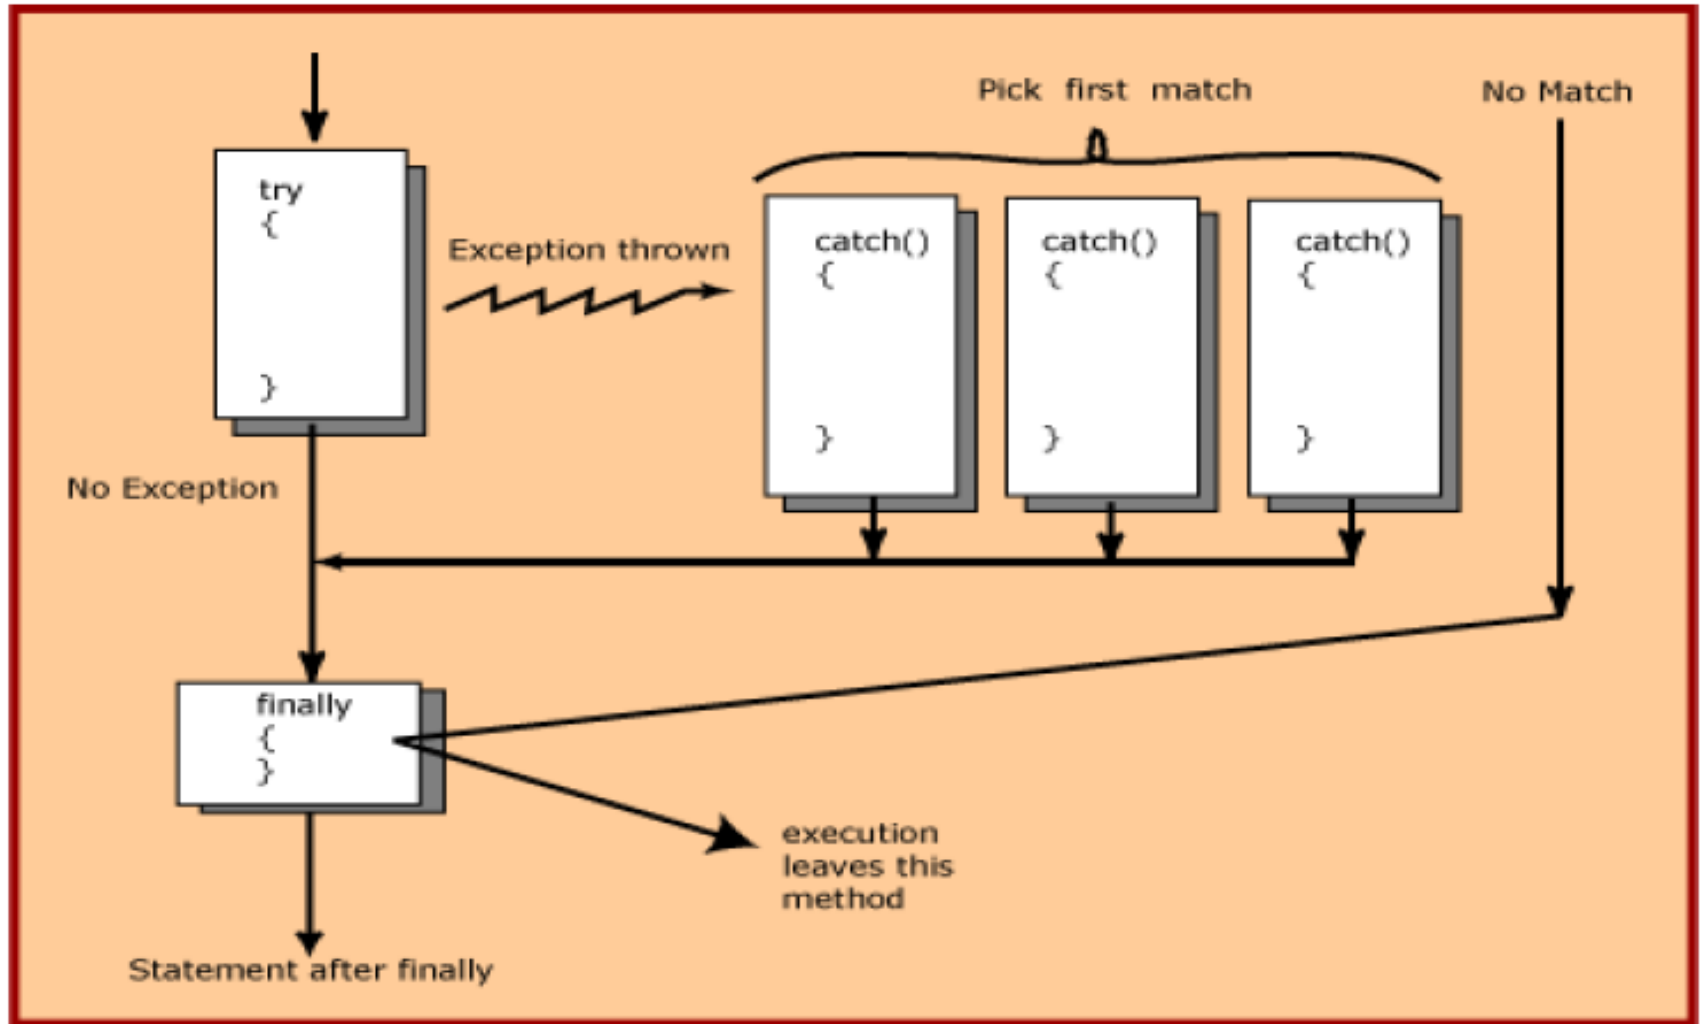 Pick first match
No Match
try
{
}
Exception thrown
catch()
{
}
catch()
{
}
catch()
{
}
No Exception
finally
{
}
execution
leaves this
method
Statement after finally